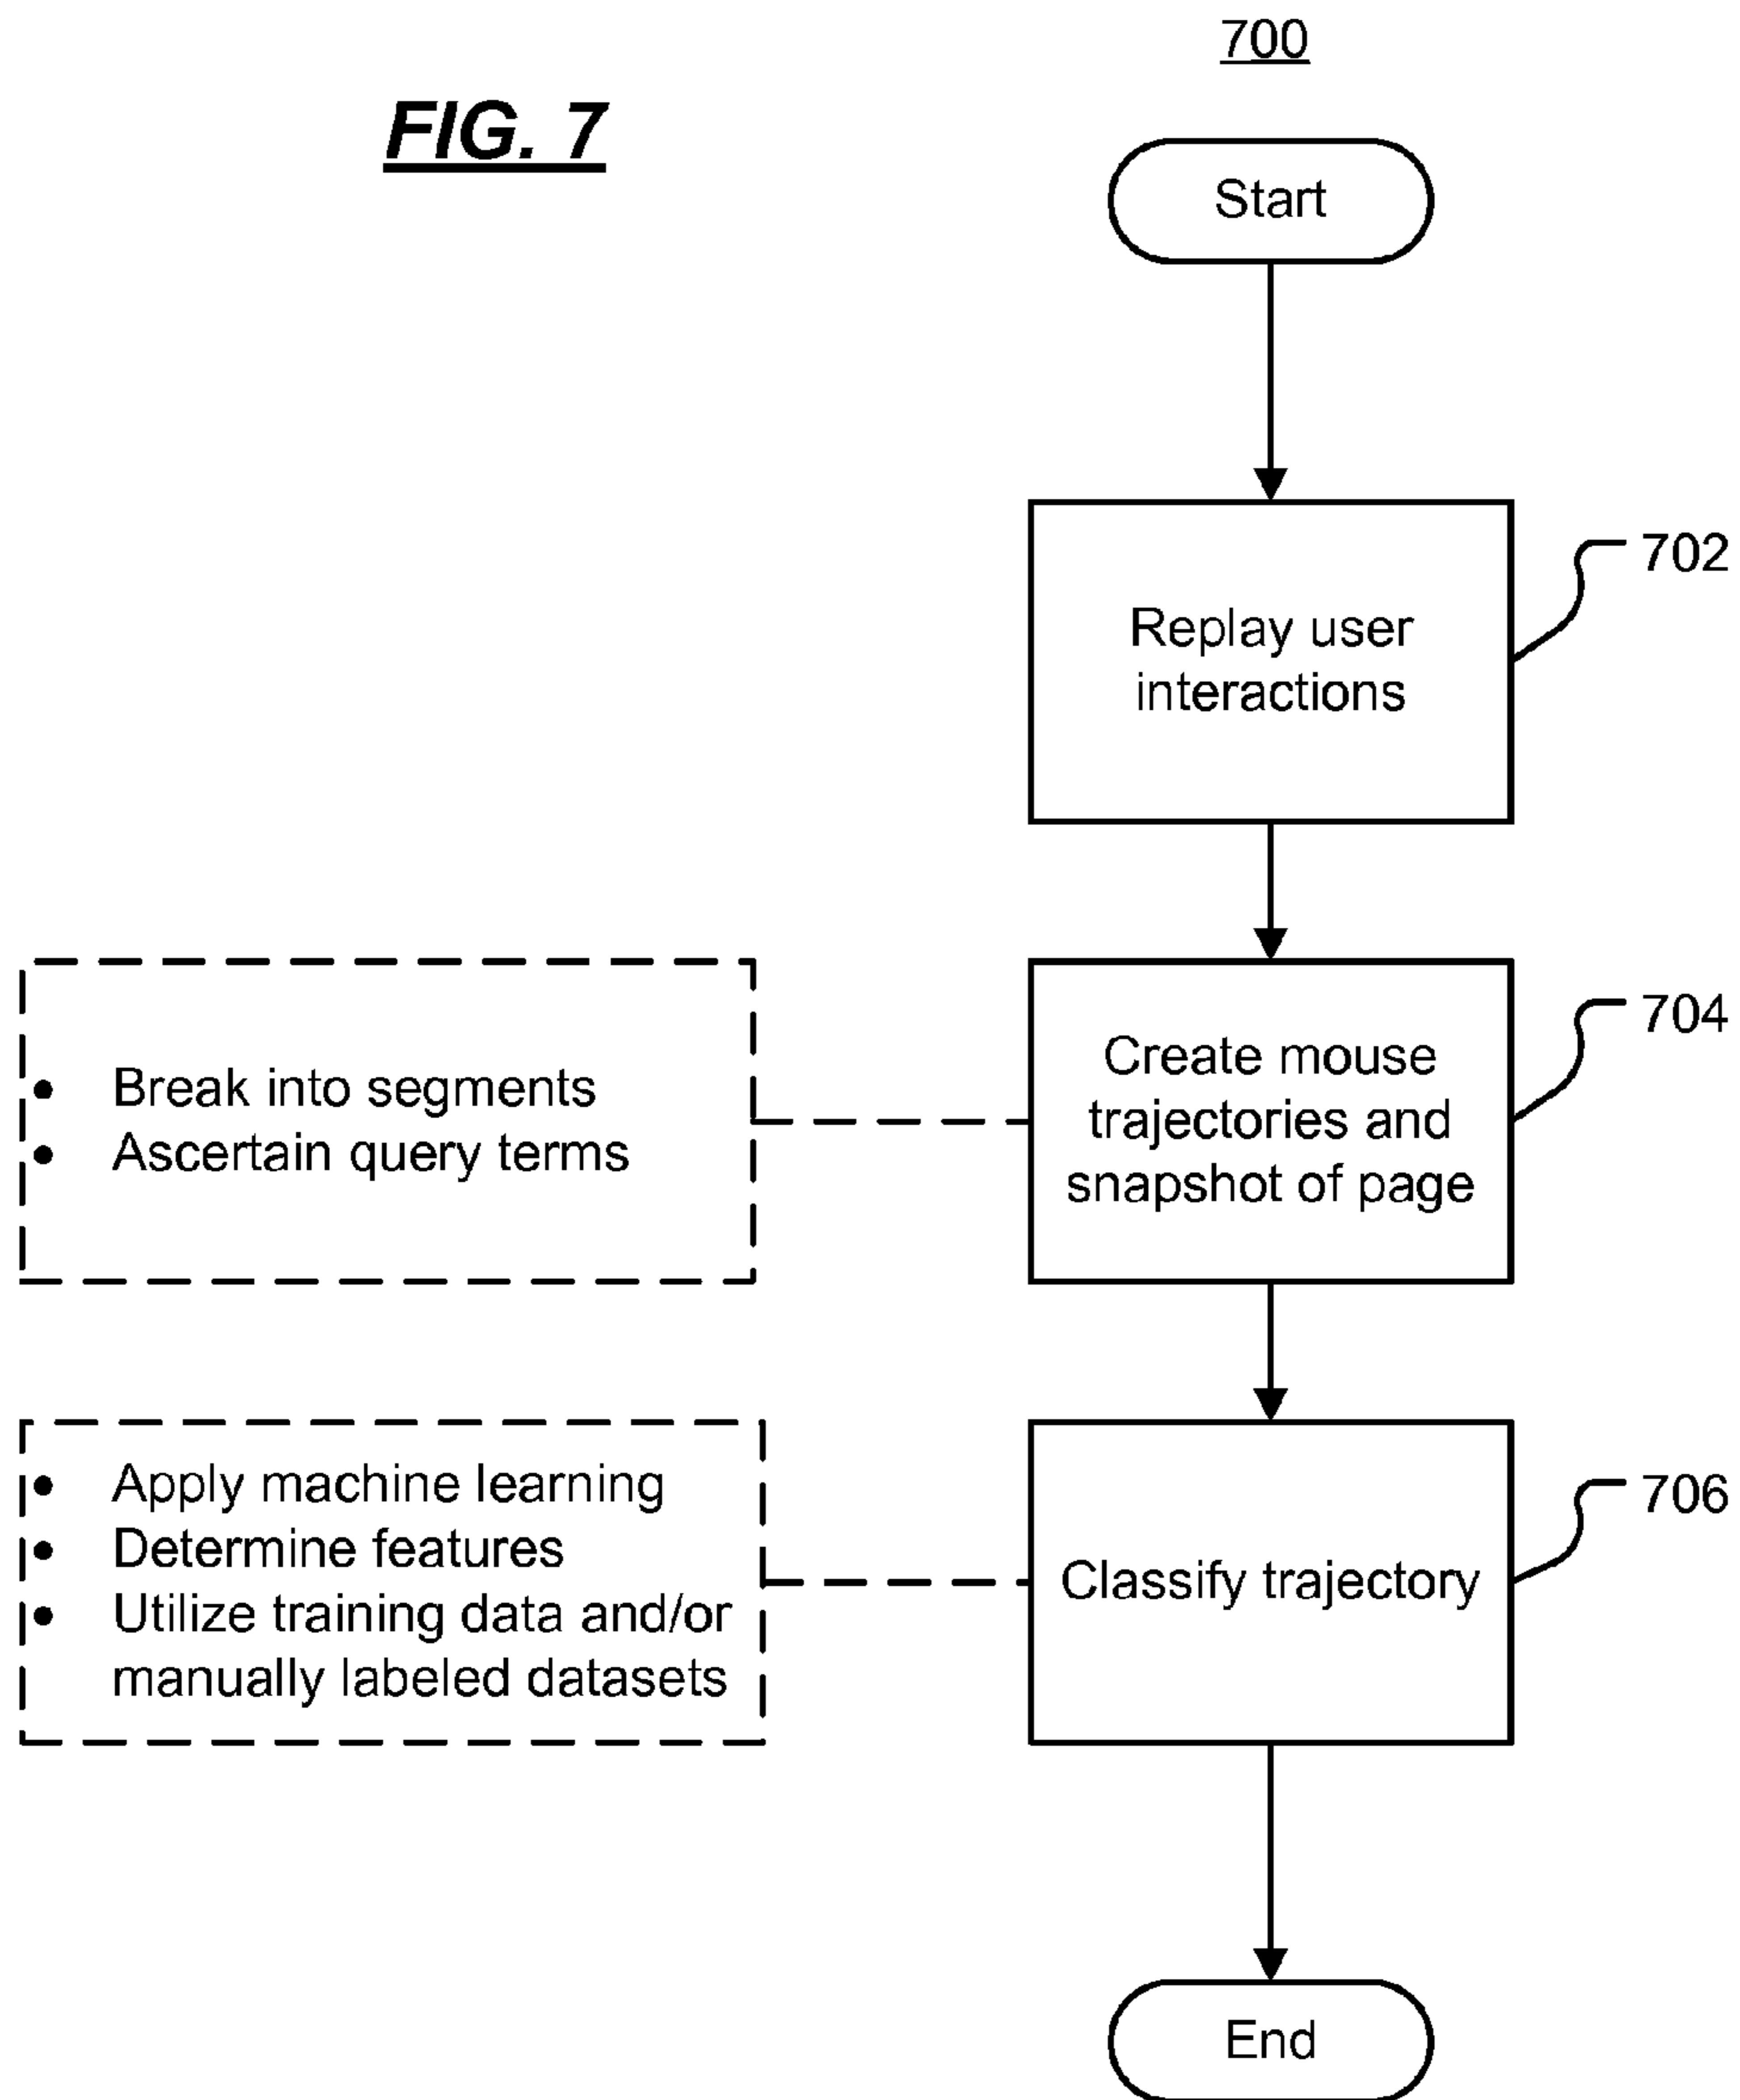 700
FIG. 7
Start
702
Replay user
interactions
704
Create mouse
trajectories and
snapshot of page
• Break into segments
• Ascertain query terms
706
Classify trajectory
• Apply machine learning
• Determine features
• Utilize training data and/or
manually labeled datasets
End